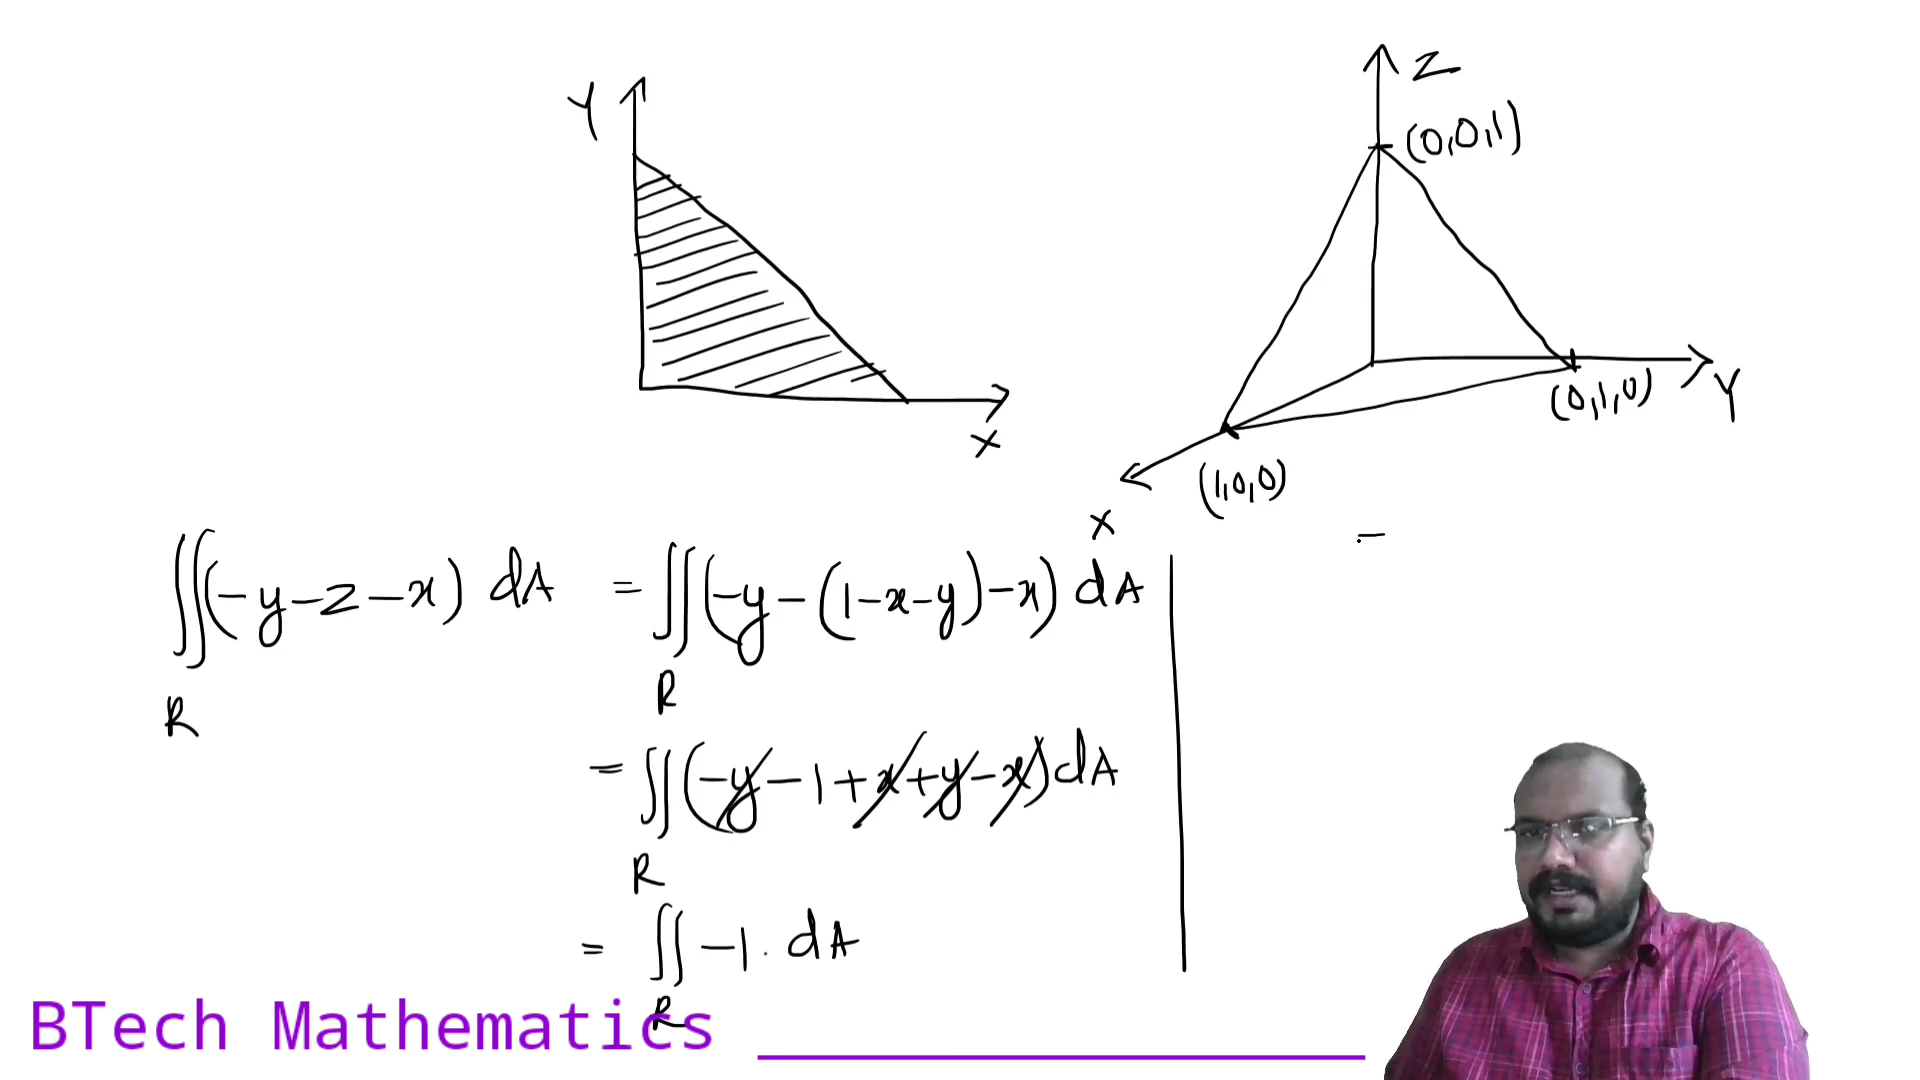 Y
X
Z
(0,0,1)
(0,1,0)
Y
(1,0,0)
X
∬(-y-z-x) dA = ∬(-y-(1-x-y)-x) dA
R
R
=
= ∬(-y-1+x+y-x)dA
R
= ∬ -1. dA
R
BTech Mathematics